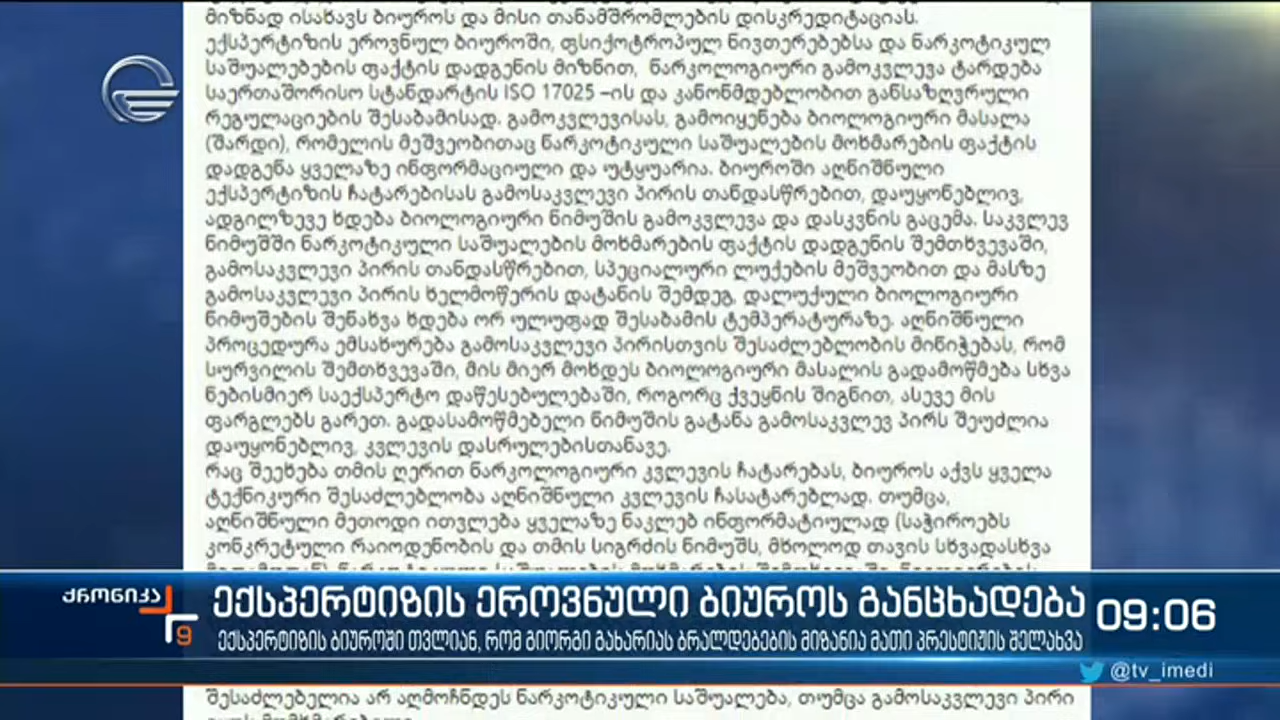 მიზნად ისახავს ბიუროს და მისი თანამშრომლების დისკრედიტაციას.
ექსპერტიზის ეროვნულ ბიუროში, ფსიქოტროპულ ნივთერებებსა და ნარკოტიკულ
საშუალებების ფაქტის დადგენის მიზნით, ნარკოლოგიური გამოკვლევა ტარდება
საერთაშორისო სტანდარტის ISO 17025 –ის და კანონმდებლობით განსაზღვრული
რეგულაციების შესაბამისად. გამოკვლევისას, გამოიყენება ბიოლოგიური მასალა
(შარდი), რომელის მეშვეობითაც ნარკოტიკული საშუალების მოხმარების ფაქტის
დადგენა ყველაზე ინფორმაციული და უტყუარია. ბიუროში აღნიშნული
ექსპერტიზის ჩატარებისას გამოსაკვლევი პირის თანდასწრებით, დაუყონებლივ,
ადგილზევე ხდება ბიოლოგიური ნიმუშის გამოკვლევა და დასკვნის გაცემა. საკვლევ
ნიმუშში ნარკოტიკული საშუალების მოხმარების ფაქტის დადგენის შემთხვევაში,
გამოსაკვლევი პირის თანდასწრებით, სპეციალური ლუქების მეშვეობით და მასზე
გამოსაკვლევი პირის ხელმოწერის დატანის შემდეგ, დალუქული ბიოლოგიური
ნიმუშების შენახვა ხდება ორ ულუფად შესაბამის ტემპერატურაზე. აღნიშნული
პროცედურა ემსახურება გამოსაკვლევი პირისთვის შესაძლებლობის მინიჭებას, რომ
სურვილის შემთხვევაში, მის მიერ მოხდეს ბიოლოგიური მასალის გადამოწმება სხვა
ნებისმიერ საექსპერტო დაწესებულებაში, როგორც ქვეყნის შიგნით, ასევე მის
ფარგლებს გარეთ. გადასამოწმებელი ნიმუშის გატანა გამოსაკვლევ პირს შეუძლია
დაუყონებლივ, კვლევის დასრულებისთანავე.
რაც შეეხება თმის ღერით ნარკოლოგიური კვლევის ჩატარებას, ბიუროს აქვს ყველა
ტექნიკური შესაძლებლობა აღნიშნული კვლევის ჩასატარებლად. თუმცა,
აღნიშნული მეთოდი ითვლება ყველაზე ნაკლებ ინფორმატიულად (საჭიროებს
კონკრეტული რაიოდენობის და თმის სიგრძის ნიმუშს, მხოლოდ თავის სხვადასხვა
ქრონიკა
9
ექსპერტიზის ეროვნული ბიუროს განცხადება
ექსპერტიზის ბიუროში თვლიან, რომ გიორგი გახარიას ბრალდებების მიზანია მათი პრესტიჟის შელახვა
09:06
@tv_imedi
შესაძლებელია არ აღმოჩნდეს ნარკოტიკული საშუალება, თუმცა გამოსაკვლევი პირი